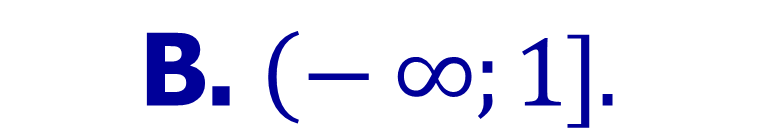 B. (− ∞; 1].